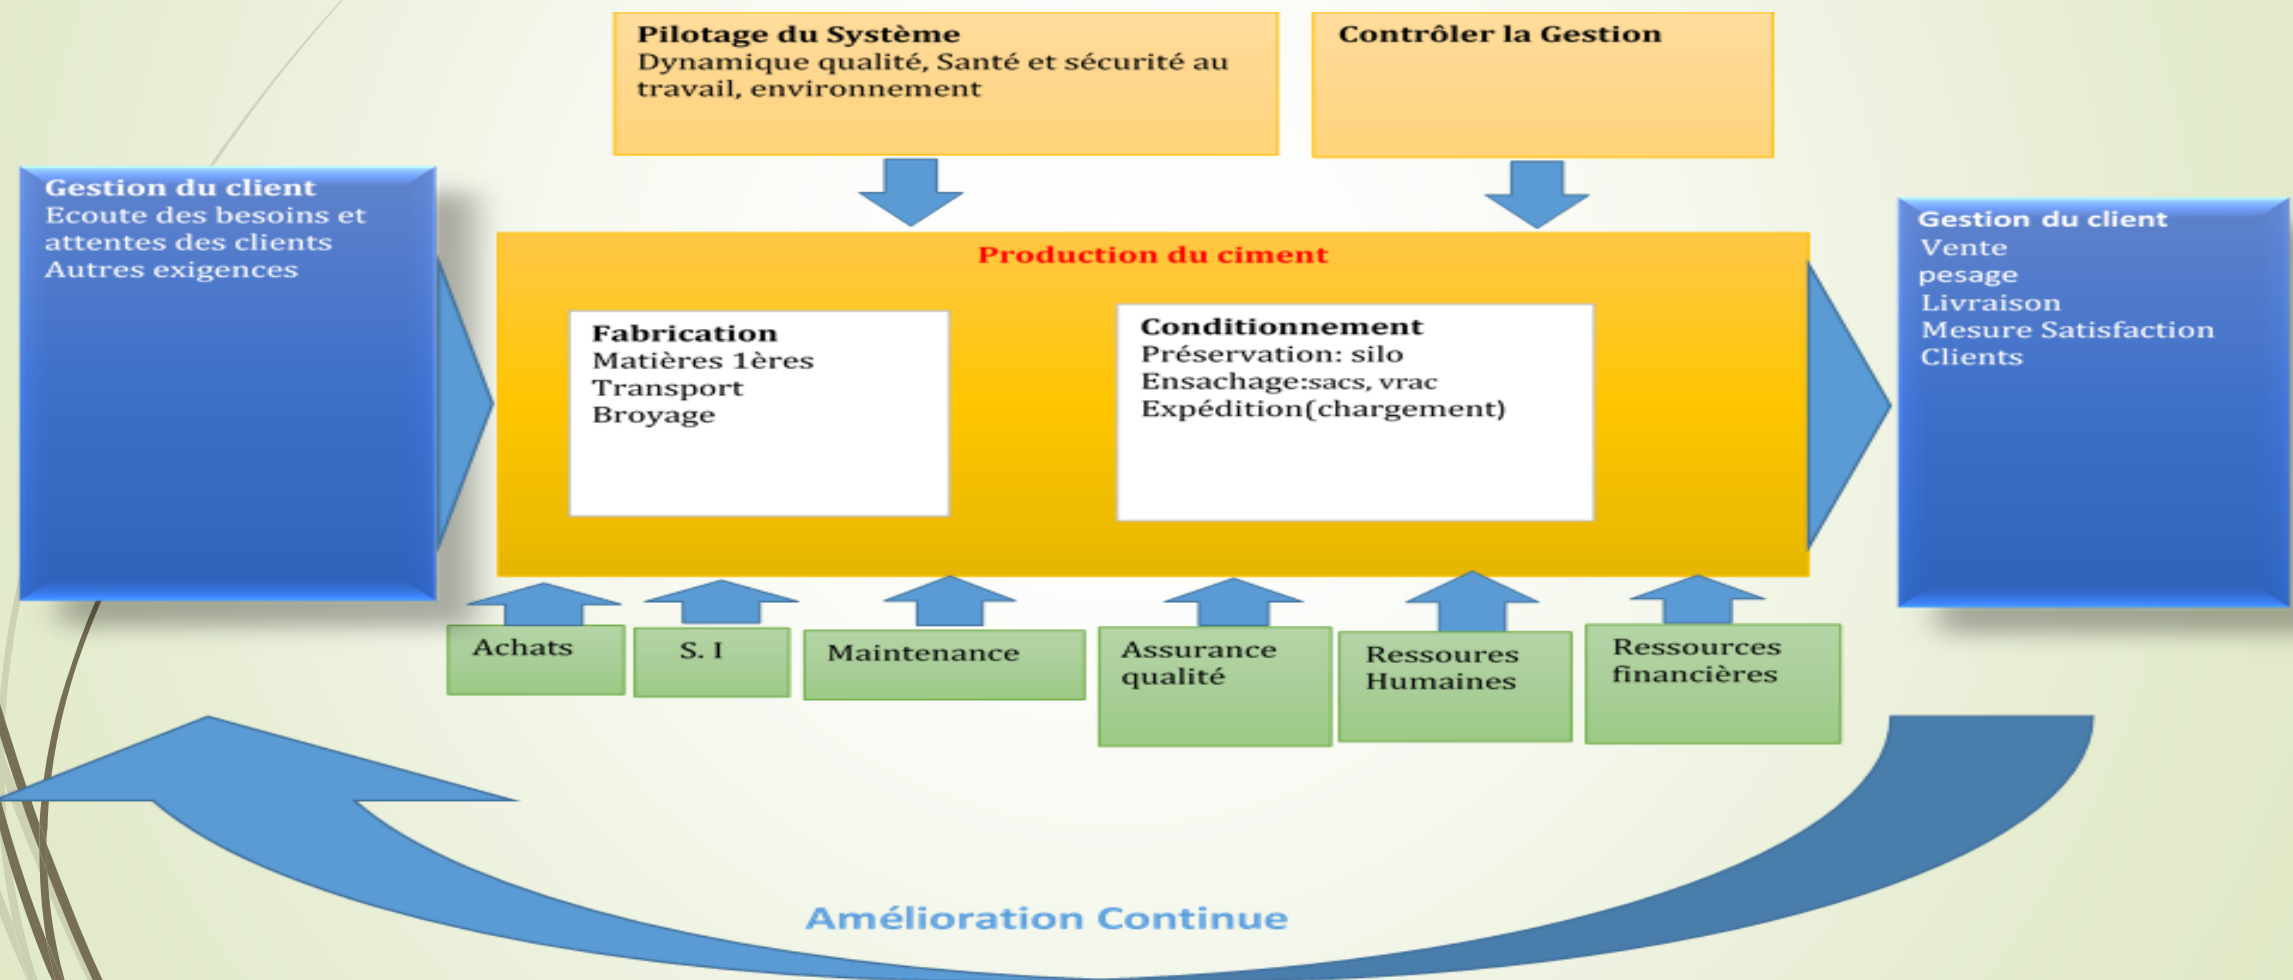 Pilotage du Système
Dynamique qualité, Santé et sécurité au
travail, environnement
Contrôler la Gestion
Gestion du client
Ecoute des besoins et
attentes des clients
Autres exigences
Production du ciment
Fabrication
Matières 1ères
Transport
Broyage
Conditionnement
Préservation: silo
Ensachage:sacs, vrac
Expédition(chargement)
Gestion du client
Vente
pesage
Livraison
Mesure Satisfaction
Clients
Achats
S. I
Maintenance
Assurance
qualité
Ressoures
Humaines
Ressources
financières
Amélioration Continue